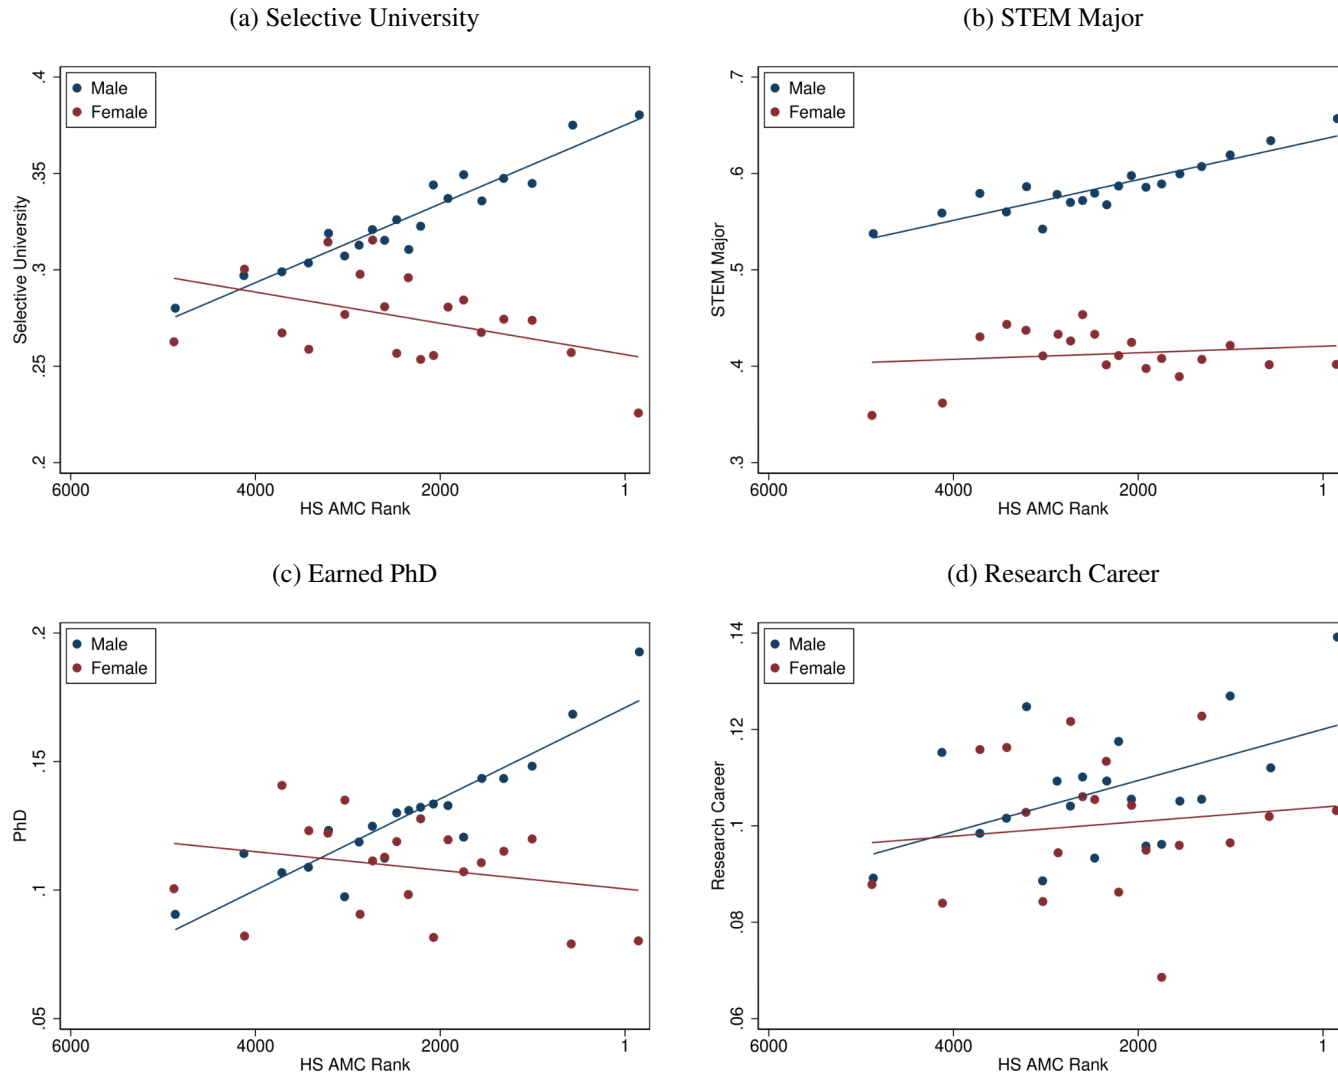 (a) Selective University
(b) STEM Major
Male
Female
Selective University
.4
.35
.3
.25
.2
6000
4000
2000
1
HS AMC Rank
Male
Female
STEM Major
.7
.6
.5
.4
.3
6000
4000
2000
1
HS AMC Rank
(c) Earned PhD
(d) Research Career
Male
Female
PhD
.2
.15
.1
.05
6000
4000
2000
1
HS AMC Rank
Male
Female
Research Career
.14
.12
.1
.08
.06
6000
4000
2000
1
HS AMC Rank